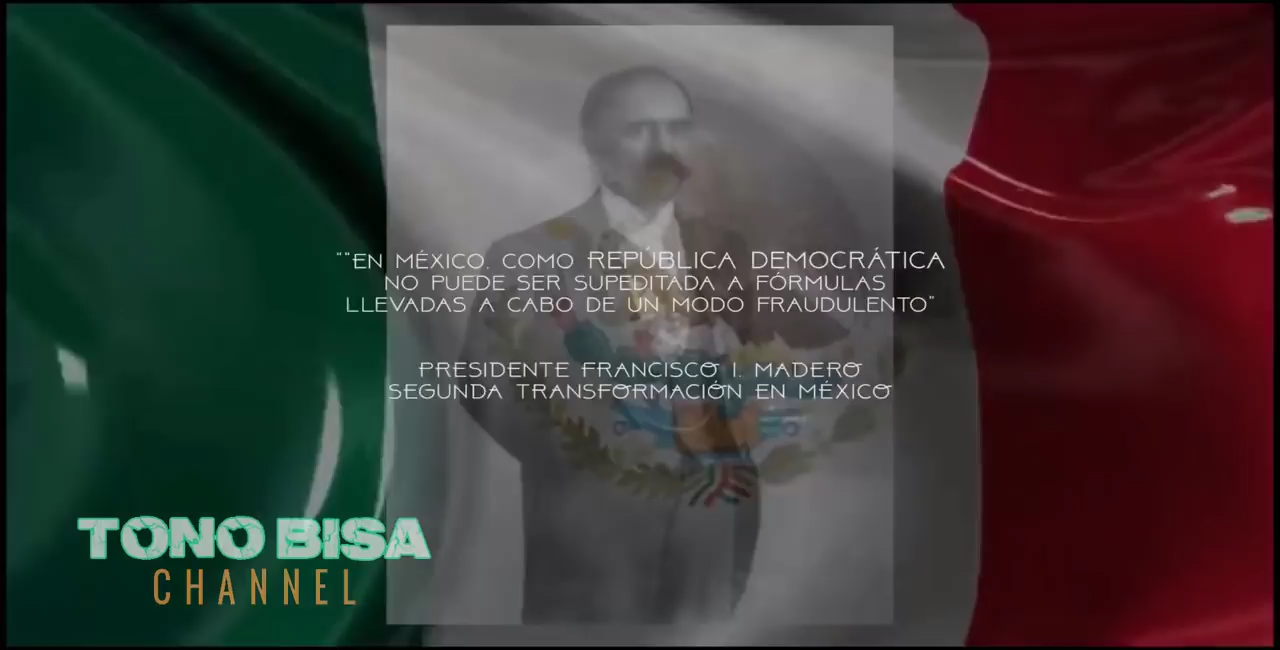 ""EN MÉXICO, COMO REPÚBLICA DEMOCRÁTICA
NO PUEDE SER SUPEDITADA A FÓRMULAS
LLEVADAS A CABO DE UN MODO FRAUDULENTO"
PRESIDENTE FRANCISCO I. MADERO
SEGUNDA TRANSFORMACIÓN EN MÉXICO
TONO BISA
CHANNEL